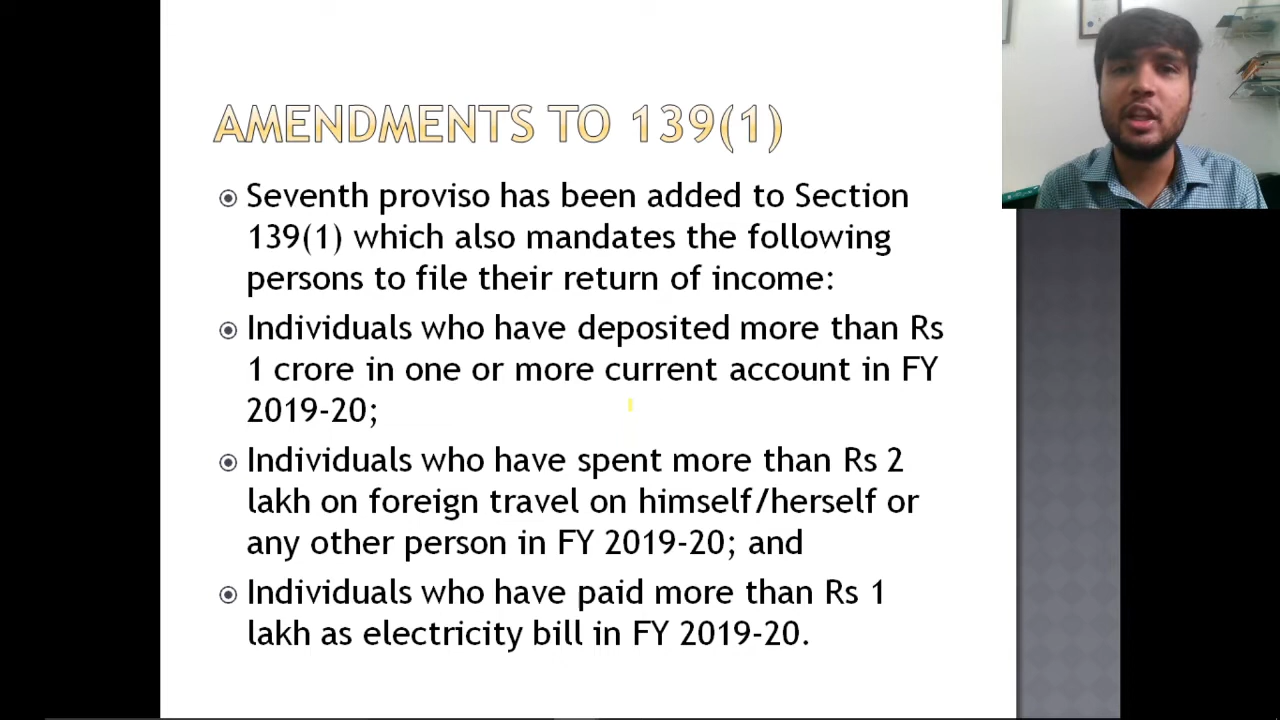 AMENDMENTS TO 139(1)
Seventh proviso has been added to Section
139(1) which also mandates the following
persons to file their return of income:
Individuals who have deposited more than Rs
1 crore in one or more current account in FY
2019-20;
Individuals who have spent more than Rs 2
lakh on foreign travel on himself/herself or
any other person in FY 2019-20; and
Individuals who have paid more than Rs 1
lakh as electricity bill in FY 2019-20.